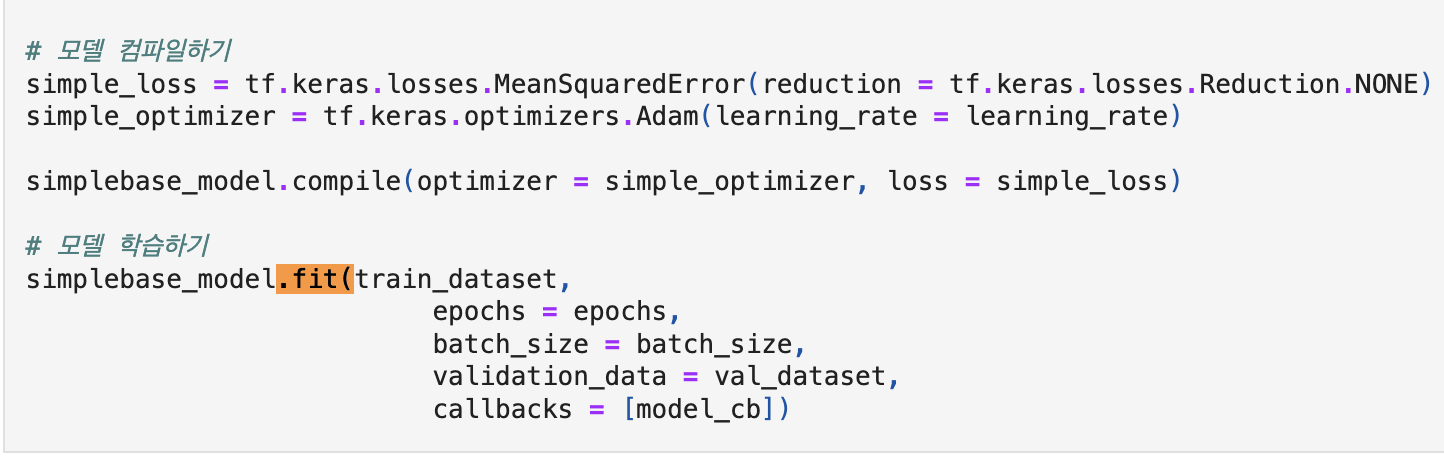 # 모델 컴파일하기
simple_loss = tf.keras.losses.MeanSquaredError(reduction = tf.keras.losses.Reduction.NONE)
simple_optimizer = tf.keras.optimizers.Adam(learning_rate = learning_rate)
simplebase_model.compile(optimizer = simple_optimizer, loss = simple_loss)
# 모델 학습하기
simplebase_model.fit(train_dataset,
epochs = epochs,
batch_size = batch_size,
validation_data = val_dataset,
callbacks = [model_cb])